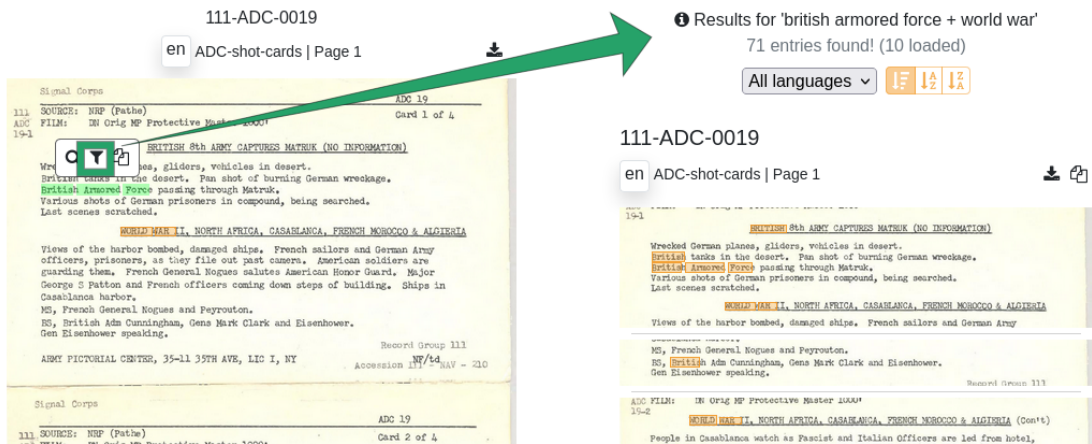 111-ADC-0019
en ADC-shot-cards | Page 1
Signal Corps
ADC 19
111 SOURCE: NRP (Pathe) Card 1 of 4
ADC FILM: DN Orig MP Protective Master 1000'
19-1
BRITISH 8th ARMY CAPTURES MATRUK (NO INFORMATION)
gliders, vehicles in desert.
British tanks in the desert. Pan shot of burning German wreckage.
British Armored Force passing through Matruk.
Various shots of German prisoners in compound, being searched.
Last scenes scratched.
WORLD WAR II, NORTH AFRICA, CASABLANCA, FRENCH MOROCCO & ALGIERIA
Views of the harbor bombed, damaged ships. French sailors and German Army
officers, prisoners, as they file out past camera. American soldiers are
guarding them. French General Nogues salutes American Honor Guard. Major
George S Patton and French officers coming down steps of building. Ships in
Casablanca harbor.
MS, French General Nogues and Peyrouton.
BS, British Adm Cunningham, Gens Mark Clark and Eisenhower.
Gen Eisenhower speaking.
Record Group 111
ARMY PICTORIAL CENTER, 35-11 35TH AVE, LIC I, NY NF/td
Accession 111 - NAV - 210
Signal Corps
ADC 19
111 SOURCE: NRP (Pathe) Card 2 of 4
Results for 'british armored force + world war'
71 entries found! (10 loaded)
All languages
111-ADC-0019
en ADC-shot-cards | Page 1
19-1
BRITISH 8th ARMY CAPTURES MATRUK (NO INFORMATION)
Wrecked German planes, gliders, vehicles in desert.
British tanks in the desert. Pan shot of burning German wreckage.
British Armored Force passing through Matruk.
Various shots of German prisoners in compound, being searched.
Last scenes scratched.
WORLD WAR II, NORTH AFRICA, CASABLANCA, FRENCH MOROCCO & ALGIERIA
Views of the harbor bombed, damaged ships. French sailors and German Army
MS, French General Nogues and Peyrouton.
BS, British Adm Cunningham, Gens Mark Clark and Eisenhower.
Gen Eisenhower speaking.
Record Group 111
ADC FILM: DN Orig MP Protective Master 1000'
19-2
WORLD WAR II, NORTH AFRICA, CASABLANCA, FRENCH MOROCCO & ALGIERIA (Con't)
People in Casablanca watch as Fascist and Italian Officers are led from hotel,